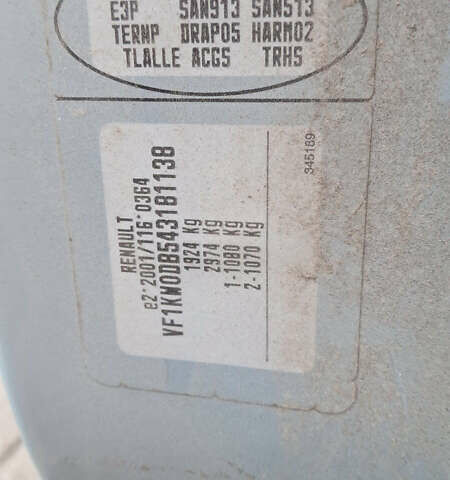 E3P SAN913 SAN513
TERNP DRAP05 HARM02
TLALLE ACGS TRHS
RENAULT
e2*2001/116*0364
VF1KW0DB543181138
1924 Kg
2974 Kg
1-1080 Kg
2-1070 Kg
345189